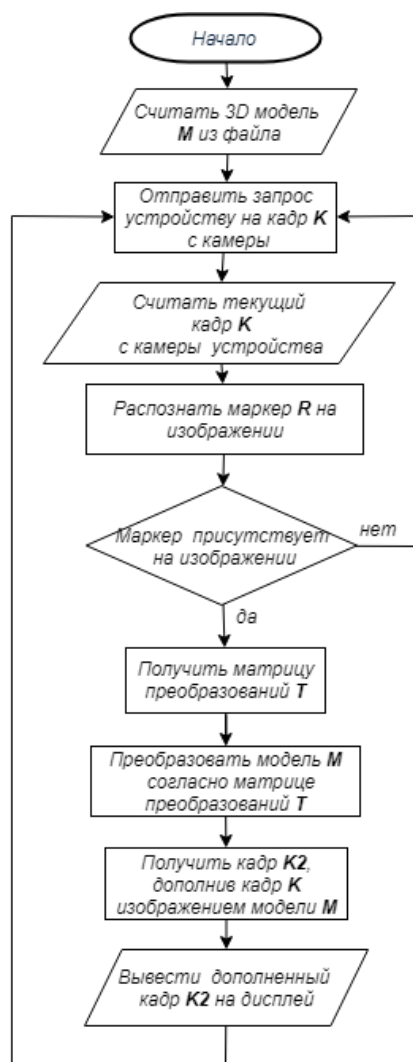 Начало
Считать 3D модель
M из файла
Отправить запрос
устройству на кадр K
с камеры
Считать текущий
кадр K
с камеры устройства
Распознать маркер R на
изображении
Маркер присутствует
на изображении
нет
да
Получить матрицу
преобразований T
Преобразовать модель M
согласно матрице
преобразований T
Получить кадр K2,
дополнив кадр K
изображением модели M
Вывести дополненный
кадр K2 на дисплей